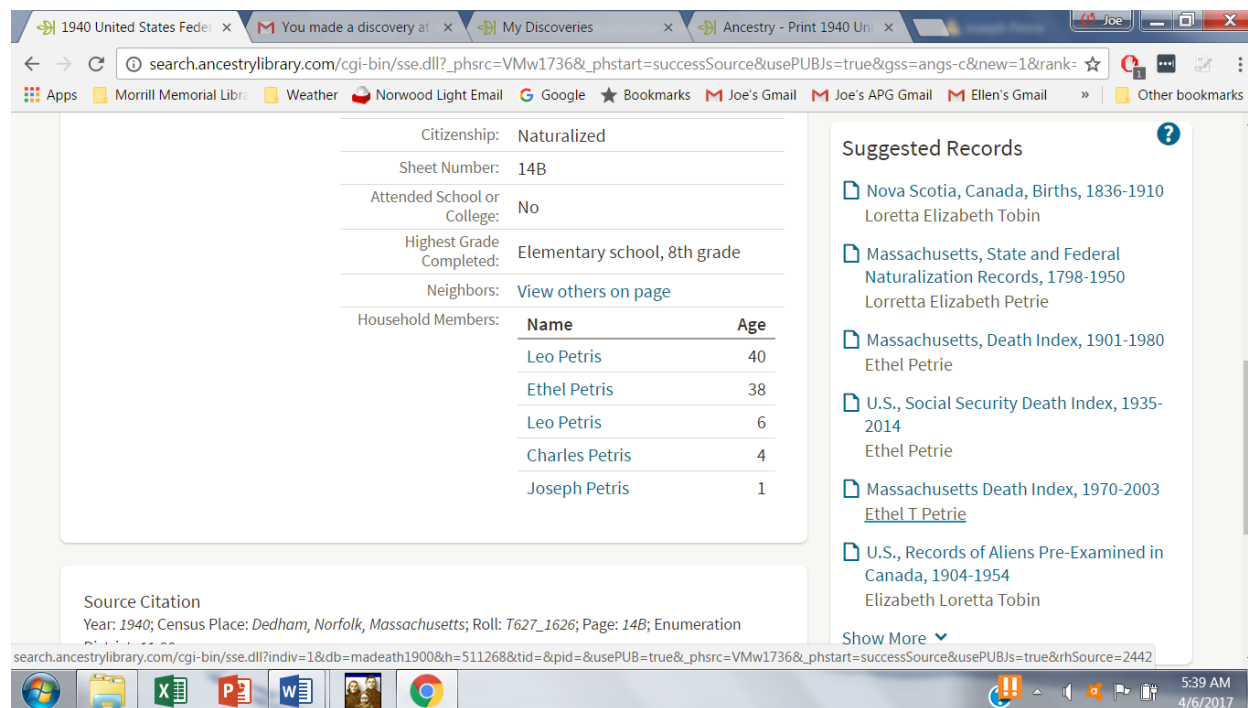 1940 United States Feder
You made a discovery at
My Discoveries
Ancestry - Print 1940 Uni
Joe
search.ancestrylibrary.com/cgi-bin/sse.dll?_phsrc=VMw1736&_phstart=successSource&usePUBJs=true&gss=angs-c&new=1&rank=
1
Apps
Morrill Memorial Libra
Weather
Norwood Light Email
Google
Bookmarks
Joe's Gmail
Joe's APG Gmail
Ellen's Gmail
»
Other bookmarks
Citizenship: Naturalized
Sheet Number: 14B
Attended School or
College: No
Highest Grade
Completed: Elementary school, 8th grade
Neighbors: View others on page
Household Members: Name Age
Leo Petris 40
Ethel Petris 38
Leo Petris 6
Charles Petris 4
Joseph Petris 1
Source Citation
Year: 1940; Census Place: Dedham, Norfolk, Massachusetts; Roll: T627_1626; Page: 14B; Enumeration
?
Suggested Records
Nova Scotia, Canada, Births, 1836-1910
Loretta Elizabeth Tobin
Massachusetts, State and Federal
Naturalization Records, 1798-1950
Lorretta Elizabeth Petrie
Massachusetts, Death Index, 1901-1980
Ethel Petrie
U.S., Social Security Death Index, 1935-
2014
Ethel Petrie
Massachusetts Death Index, 1970-2003
Ethel T Petrie
U.S., Records of Aliens Pre-Examined in
Canada, 1904-1954
Elizabeth Loretta Tobin
Show More
search.ancestrylibrary.com/cgi-bin/sse.dll?indiv=1&db=madeath1900&h=511268&tid=&pid=&usePUB=true&_phsrc=VMw1736&_phstart=successSource&usePUBJs=true&rhSource=2442
5:39 AM
4/6/2017